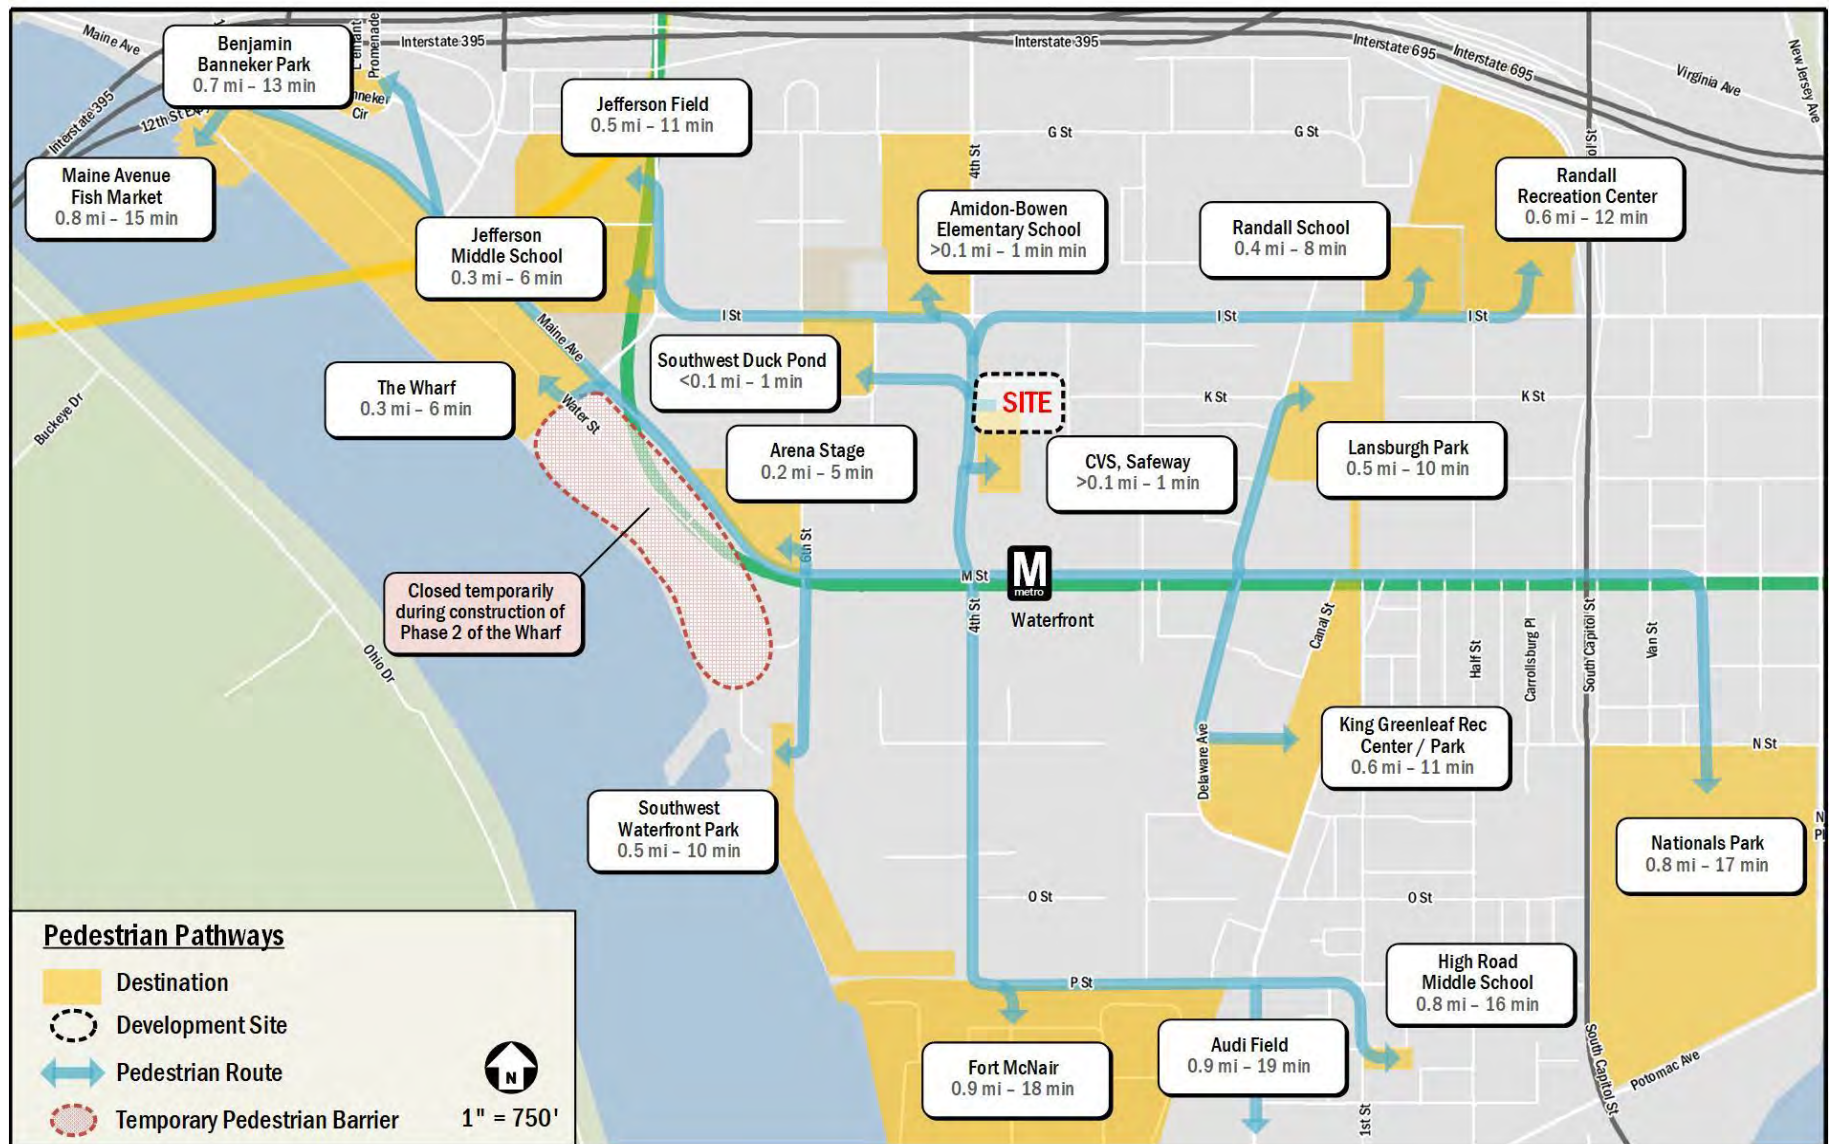 Maine Ave
Benjamin
Banneker Park
0.7 mi – 13 min
L'enfant
Promenade
Interstate 395
Interstate 395
Interstate 695
Interstate 695
Virginia Ave
New Jersey Ave
Interstate 395
12th St
nneker
Cir
Jefferson Field
0.5 mi – 11 min
G St
G St
4th St
ol St
Maine Avenue
Fish Market
0.8 mi – 15 min
Jefferson
Middle School
0.3 mi – 6 min
Amidon-Bowen
Elementary School
>0.1 mi – 1 min min
Randall School
0.4 mi – 8 min
Randall
Recreation Center
0.6 mi – 12 min
I St
I St
I St
Maine Ave
The Wharf
0.3 mi – 6 min
Water St
Southwest Duck Pond
<0.1 mi – 1 min
SITE
K St
K St
Buckeye Dr
Arena Stage
0.2 mi – 5 min
CVS, Safeway
>0.1 mi – 1 min
Lansburgh Park
0.5 mi – 10 min
6th St
M St
M
metro
Waterfront
4th St
Closed temporarily
during construction of
Phase 2 of the Wharf
Ohio Dr
Canal St
Half St
Carrollsburg Pl
South Capitol St
Van St
Delaware Ave
King Greenleaf Rec
Center / Park
0.6 mi – 11 min
N St
Southwest
Waterfront Park
0.5 mi – 10 min
Nationals Park
0.8 mi – 17 min
N
Pl
O St
O St
High Road
Middle School
0.8 mi – 16 min
P St
Fort McNair
0.9 mi – 18 min
Audi Field
0.9 mi – 19 min
1st St
South Capitol St
Potomac Ave
Pedestrian Pathways
Destination
Development Site
Pedestrian Route
Temporary Pedestrian Barrier
N
1" = 750'